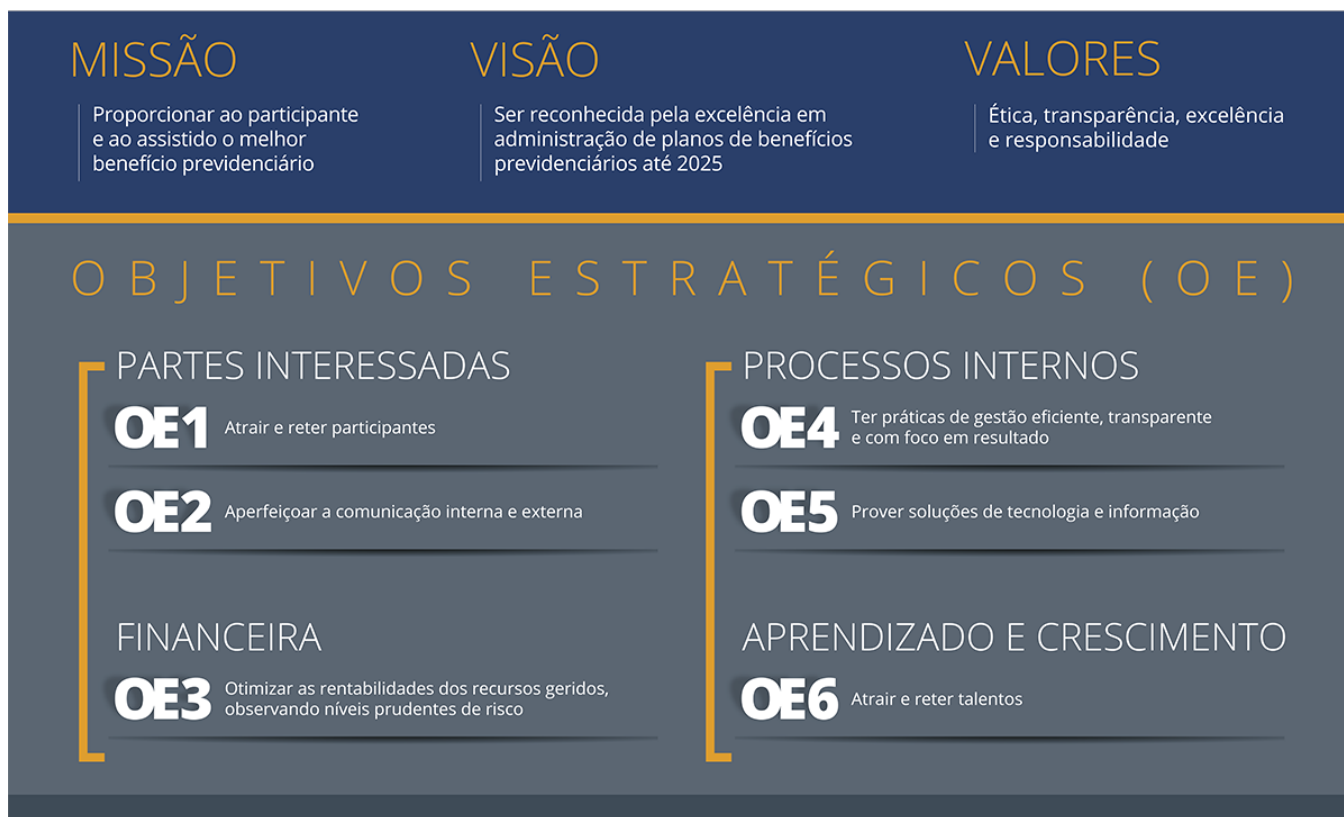 MISSÃO
Proporcionar ao participante
e ao assistido o melhor
benefício previdenciário
VISÃO
Ser reconhecida pela excelência em
administração de planos de benefícios
previdenciários até 2025
VALORES
Ética, transparência, excelência
e responsabilidade
OBJETIVOS ESTRATÉGICOS (OE)
PARTES INTERESSADAS
OE1 Atrair e reter participantes
OE2 Aperfeiçoar a comunicação interna e externa
FINANCEIRA
OE3 Otimizar as rentabilidades dos recursos geridos,
observando níveis prudentes de risco
PROCESSOS INTERNOS
OE4 Ter práticas de gestão eficiente, transparente
e com foco em resultado
OE5 Prover soluções de tecnologia e informação
APRENDIZADO E CRESCIMENTO
OE6 Atrair e reter talentos